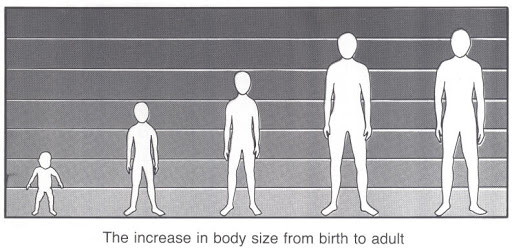 The increase in body size from birth to adult